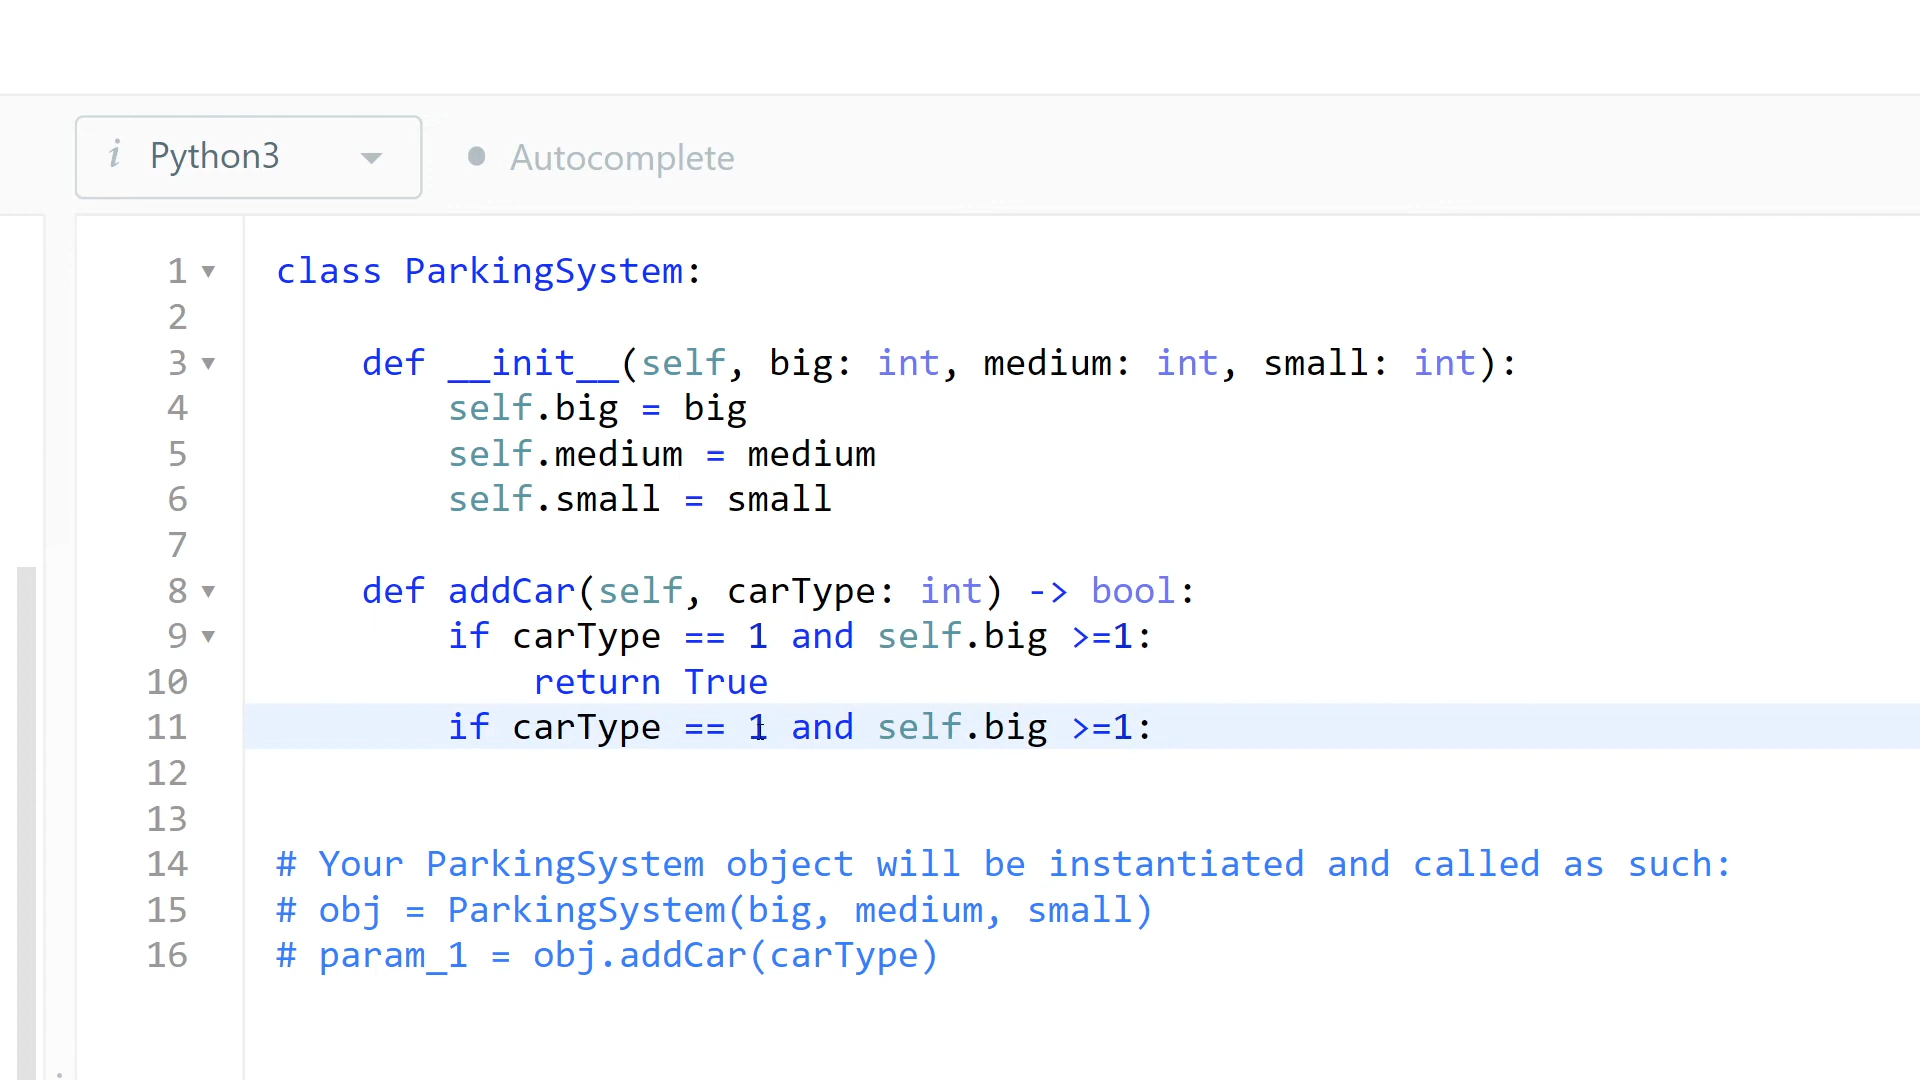 i Python3 Autocomplete
1 class ParkingSystem:
2
3 def __init__(self, big: int, medium: int, small: int):
4 self.big = big
5 self.medium = medium
6 self.small = small
7
8 def addCar(self, carType: int) -> bool:
9 if carType == 1 and self.big >=1:
10 return True
11 if carType == 1 and self.big >=1:
12
13
14 # Your ParkingSystem object will be instantiated and called as such:
15 # obj = ParkingSystem(big, medium, small)
16 # param_1 = obj.addCar(carType)